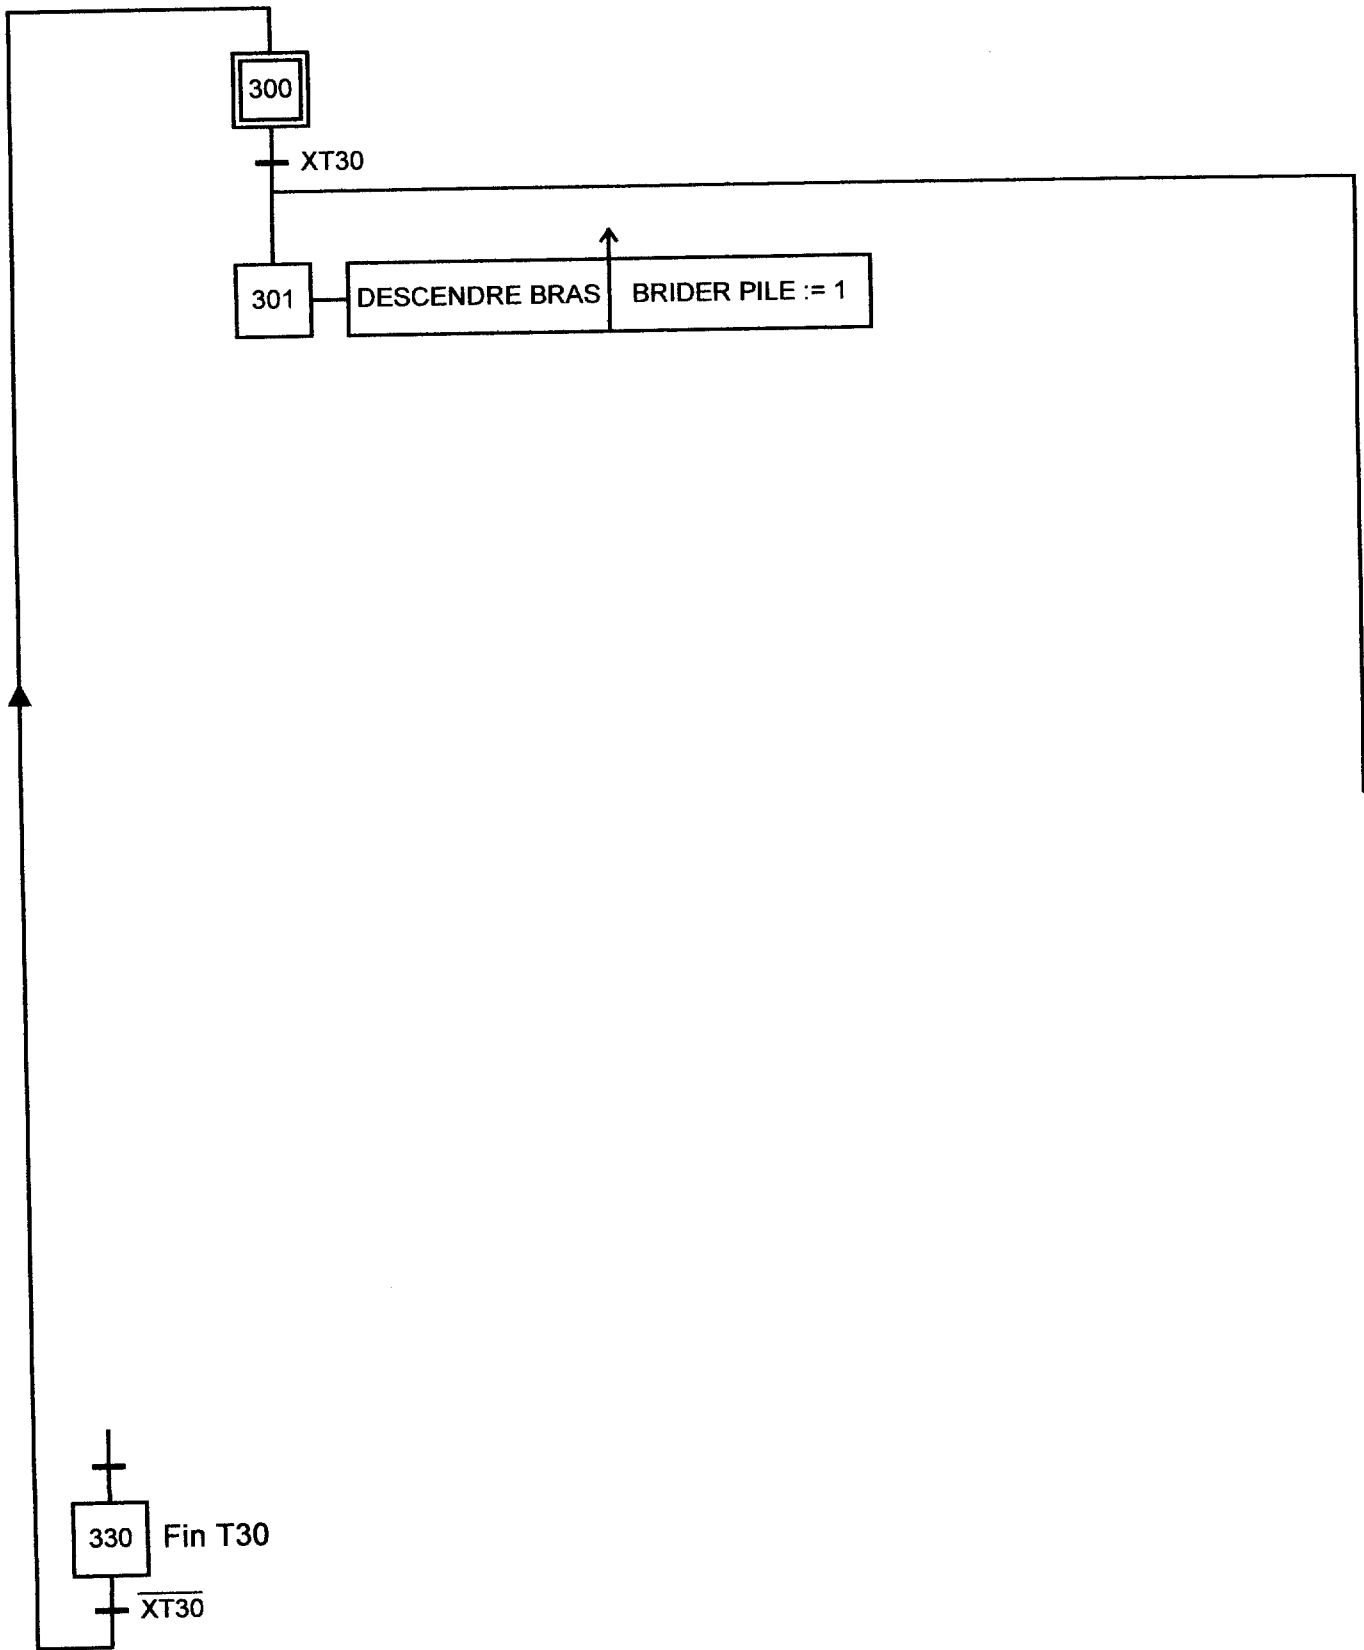 300
XT30
301
DESCENDRE BRAS
BRIDER PILE := 1
330
Fin T30
XT30